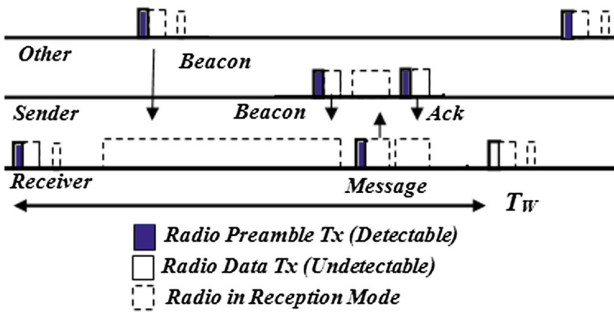 Other
Beacon
Sender
Beacon
Ack
Receiver
Message
TW
Radio Preamble Tx (Detectable)
Radio Data Tx (Undetectable)
Radio in Reception Mode